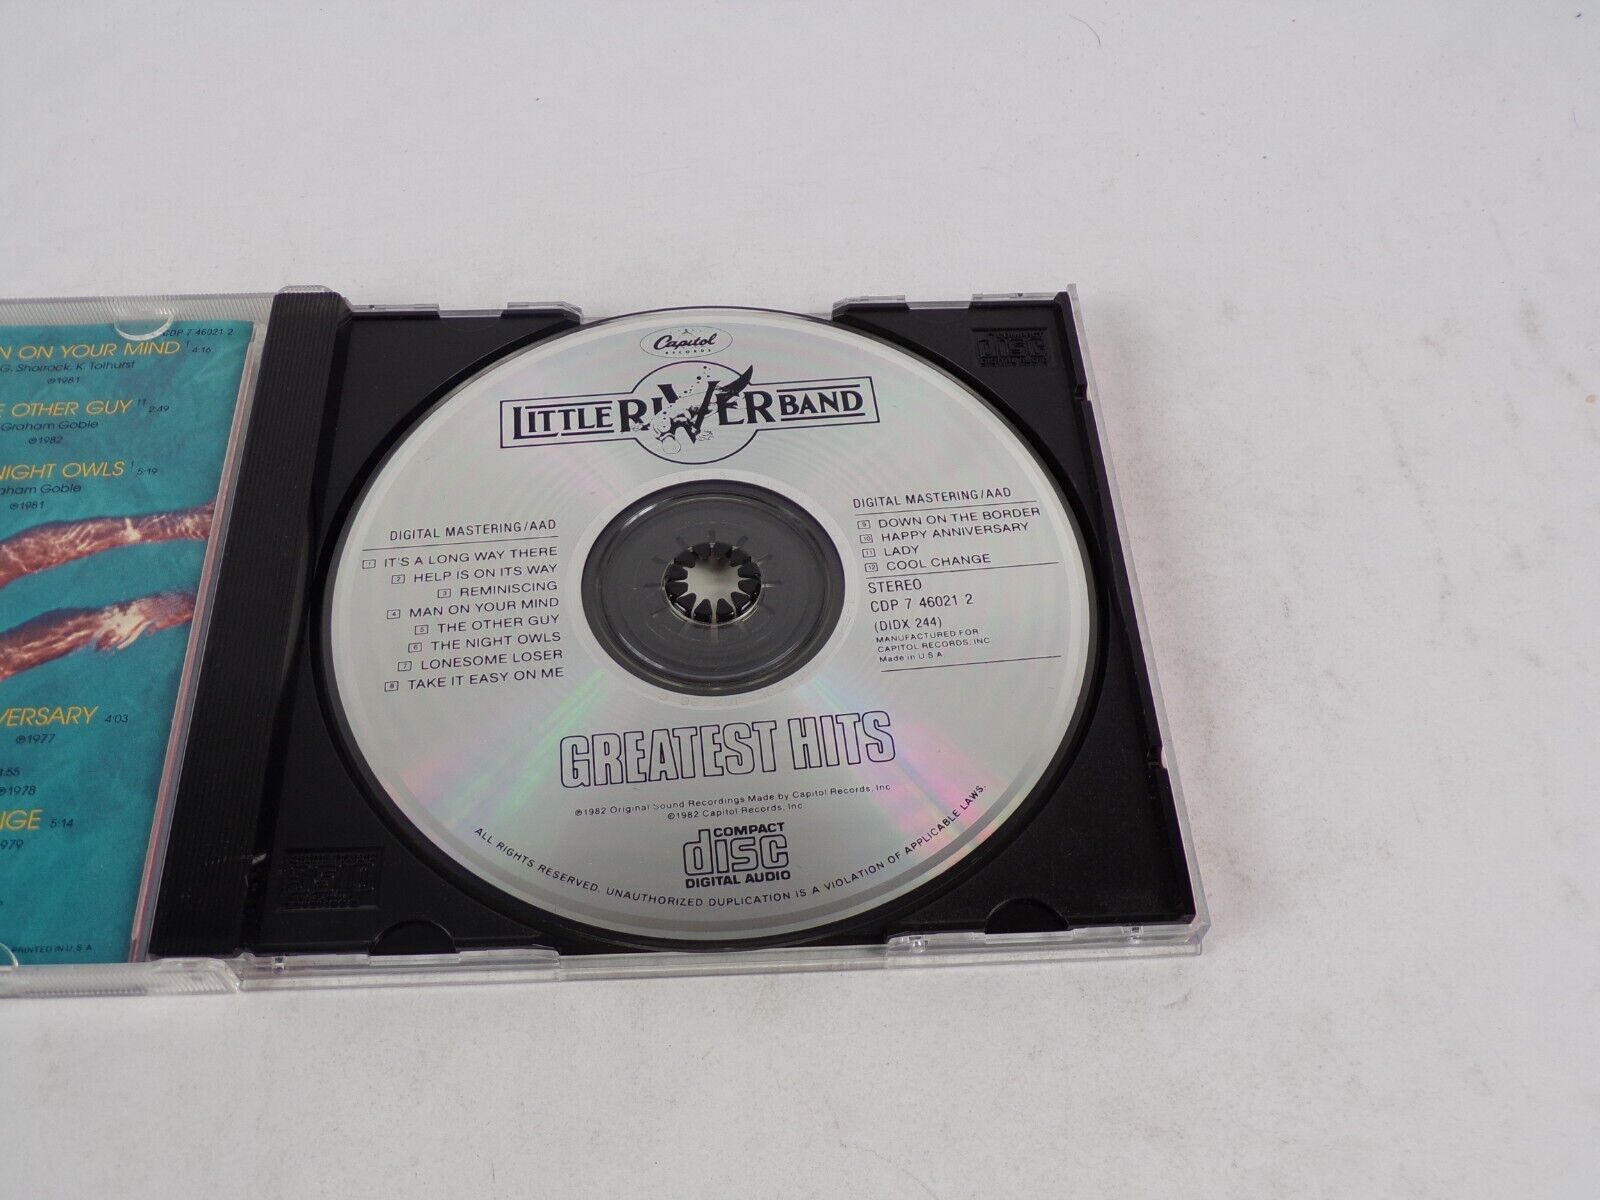 CDP 7 46021 2
N ON YOUR MIND 4:16
G. Shorrock, K. Tolhurst
℗1981
E OTHER GUY 2:49
Graham Goble
℗1982
NIGHT OWLS 5:19
aham Goble
℗1981
VERSARY 4:03
℗1977
:55
℗1978
NGE 5:14
979
PRINTED IN U.S.A.
Capitol
RECORDS
LITTLE RIVER BAND
DIGITAL MASTERING/AAD
1 IT'S A LONG WAY THERE
2 HELP IS ON ITS WAY
3 REMINISCING
4 MAN ON YOUR MIND
5 THE OTHER GUY
6 THE NIGHT OWLS
7 LONESOME LOSER
8 TAKE IT EASY ON ME
DIGITAL MASTERING/AAD
9 DOWN ON THE BORDER
10 HAPPY ANNIVERSARY
11 LADY
12 COOL CHANGE
STEREO
CDP 7 46021 2
(DIDX 244)
MANUFACTURED FOR
CAPITOL RECORDS, INC.
Made in U.S.A.
GREATEST HITS
℗1982 Original Sound Recordings Made by Capitol Records, Inc.
©1982 Capitol Records, Inc.
COMPACT
disc
DIGITAL AUDIO
ALL RIGHTS RESERVED. UNAUTHORIZED DUPLICATION IS A VIOLATION OF APPLICABLE LAWS.